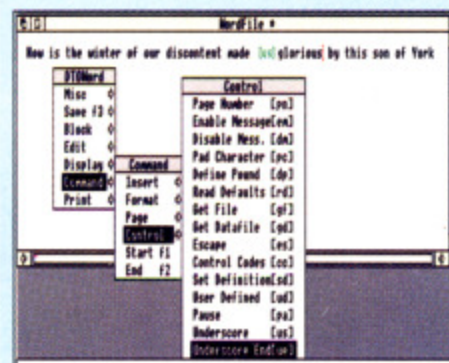 WordFile *
Now is the winter of our discontent made [us]glorious by this son of York
DTOWord
Misc
Save f3
Block
Edit
Display
Command
Print
Command
Insert
Format
Page
Control
Start f1
End f2
Control
Page Number [pn]
Enable Message[em]
Disable Mess. [dm]
Pad Character [pc]
Define Pound [dp]
Read Defaults [rd]
Get File [gf]
Get Datafile [gd]
Escape [es]
Control Codes [cc]
Set Definition[sd]
User Defined [ud]
Pause [pa]
Underscore [us]
Underscore End[ue]